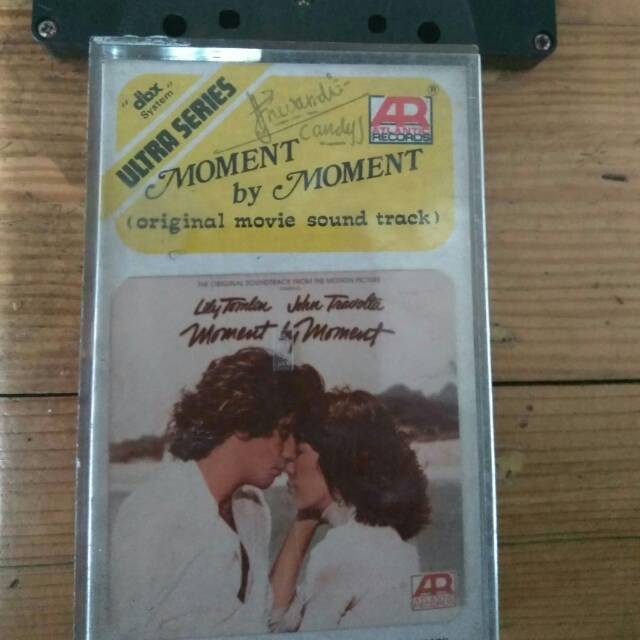 "dbx"
System
ULTRA SERIES
AR
ATLANTIC
RECORDS
®
candy
MOMENT
by MOMENT
(original movie sound track)
THE ORIGINAL SOUNDTRACK FROM THE MOTION PICTURE
Lily Tomlin John Travolta
Moment by Moment
AR